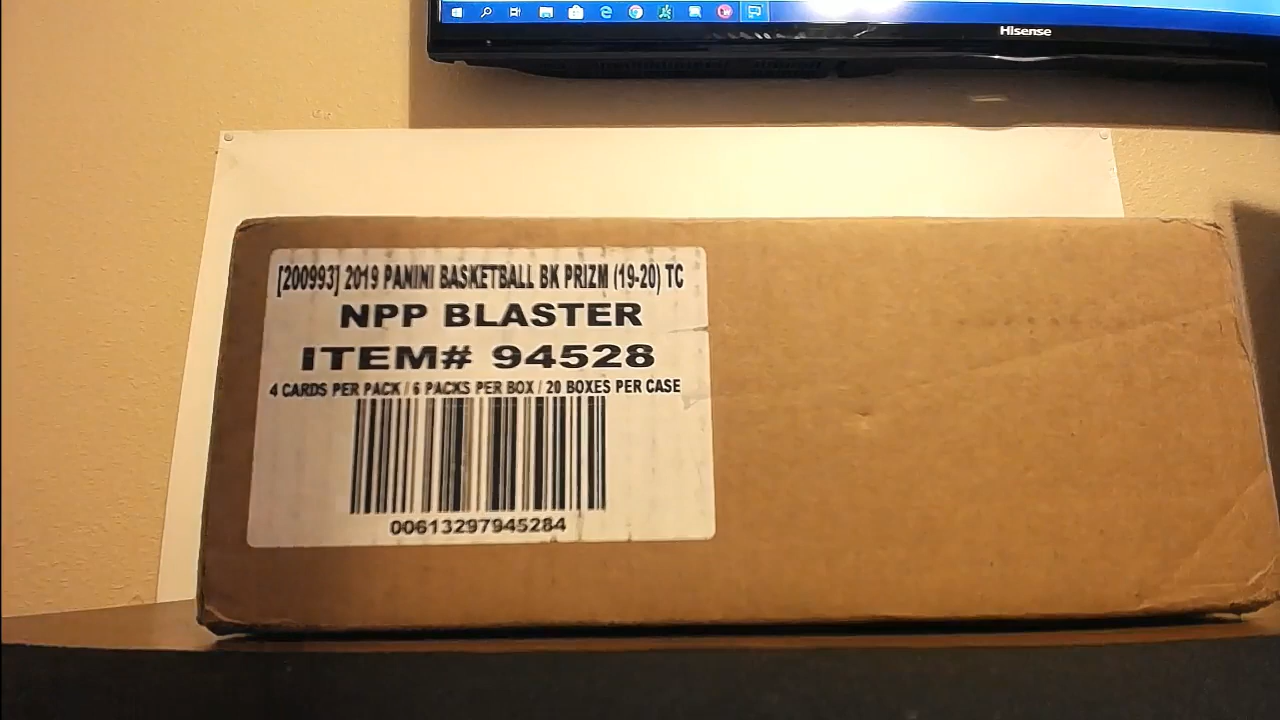 Hisense
[200993] 2019 PANINI BASKETBALL BK PRIZM (19-20) TC
NPP BLASTER
ITEM# 94528
4 CARDS PER PACK / 6 PACKS PER BOX / 20 BOXES PER CASE
00613297945284